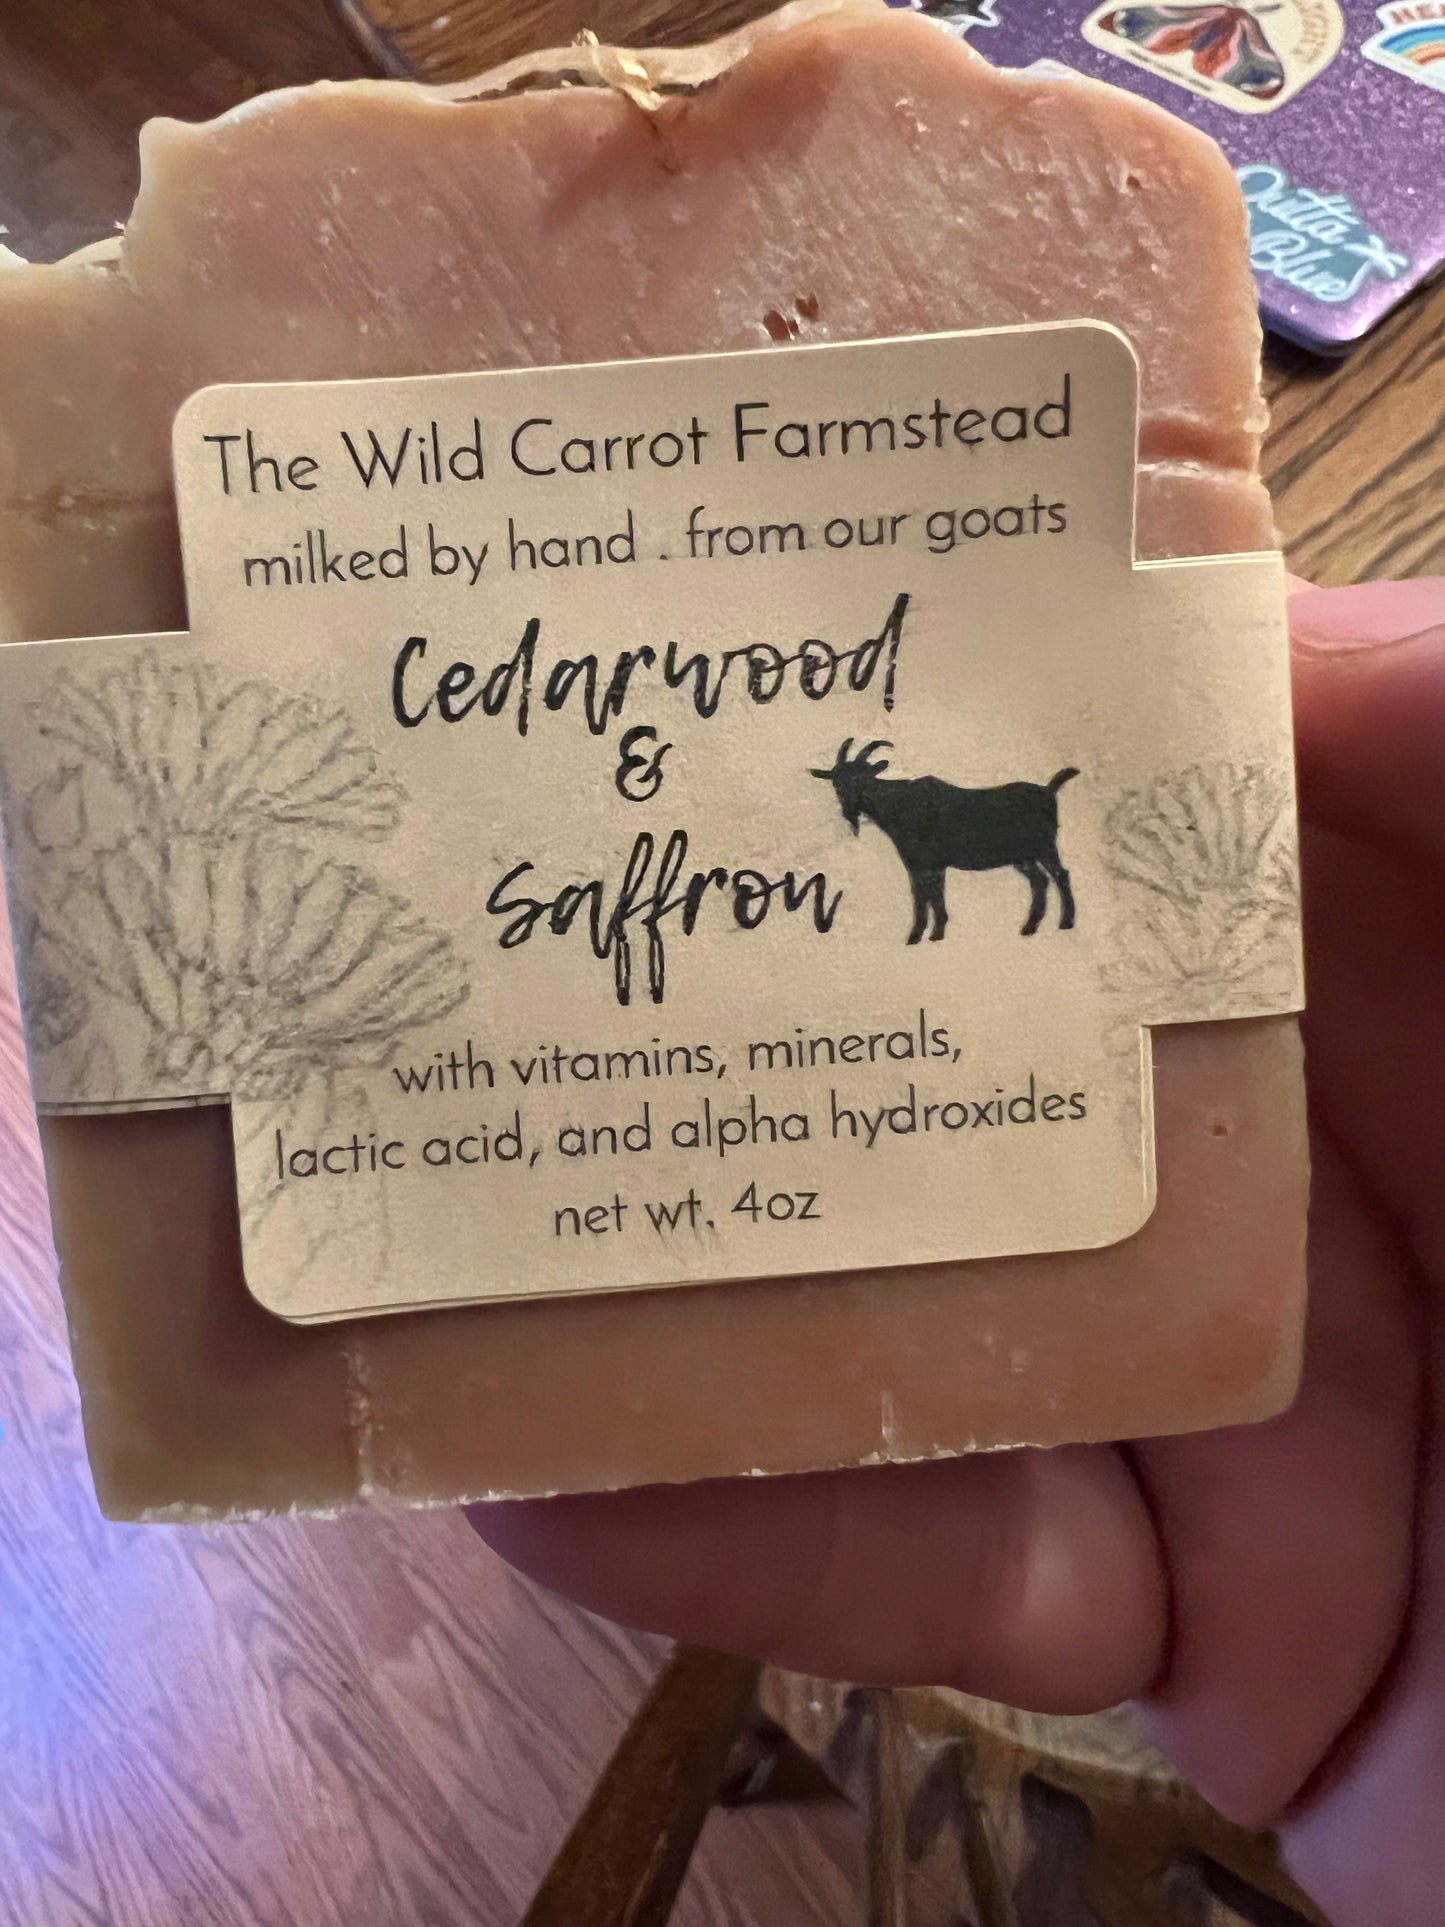 The Wild Carrot Farmstead
milked by hand . from our goats
Cedarwood
&
Saffron
with vitamins, minerals,
lactic acid, and alpha hydroxides
net wt. 4oz
Outta
Blue